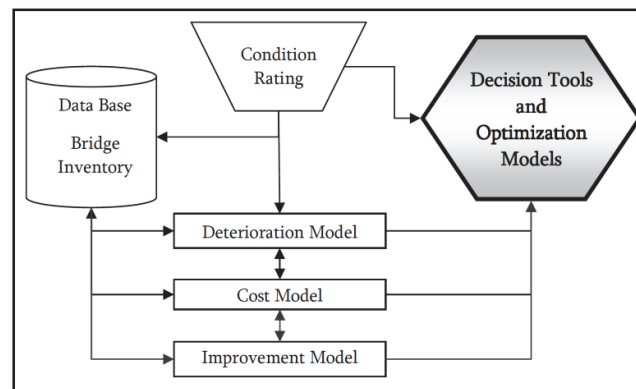 Condition
Rating
Data Base
Bridge
Inventory
Decision Tools
and
Optimization
Models
Deterioration Model
Cost Model
Improvement Model